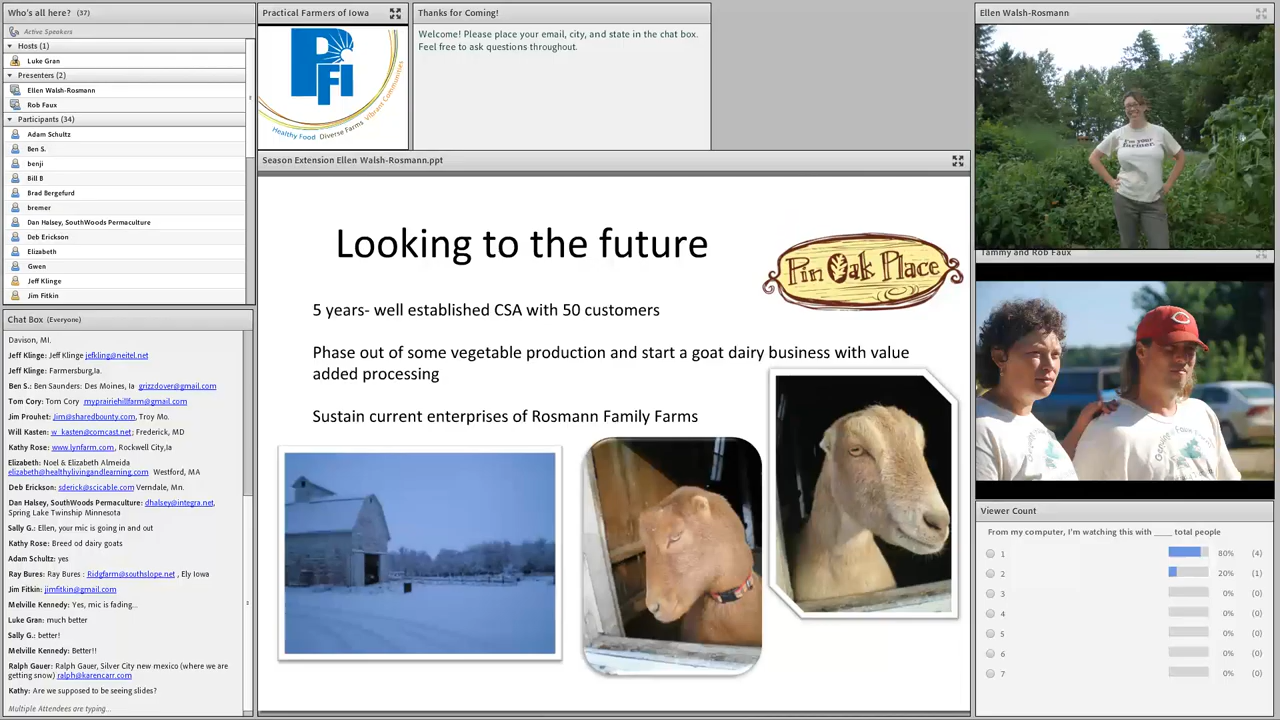 Who's all here? (37)
Active Speakers
Hosts (1)
Luke Gran
Presenters (2)
Ellen Walsh-Rosmann
Rob Faux
Participants (34)
Adam Schultz
Ben S.
benji
Bill B
Brad Bergefurd
bremer
Dan Halsey, SouthWoods Permaculture
Deb Erickson
Elizabeth
Gwen
Jeff Klinge
Jim Fitkin
Chat Box (Everyone)
Davison, MI.
Jeff Klinge: Jeff Klinge jefkling@neitel.net
Jeff Klinge: Farmersburg,Ia.
Ben S.: Ben Saunders: Des Moines, Ia grizzdover@gmail.com
Tom Cory: Tom Cory myprairiehillfarm@gmail.com
Jim Prouhet: Jim@sharedbounty.com, Troy Mo.
Will Kasten: w_kasten@comcast.net; Frederick, MD
Kathy Rose: www.lynfarm.com, Rockwell City,Ia
Elizabeth: Noel & Elizabeth Almeida
elizabeth@healthylivingandlearning.com Westford, MA
Deb Erickson: sderick@scicable.com Verndale, Mn.
Dan Halsey, SouthWoods Permaculture: dhalsey@integra.net,
Spring Lake Twinship Minnesota
Sally G.: Ellen, your mic is going in and out
Kathy Rose: Breed od dairy goats
Adam Schultz: yes
Ray Bures: Ray Bures : Ridgfarm@southslope.net , Ely Iowa
Jim Fitkin: jimfitkin@gmail.com
Melville Kennedy: Yes, mic is fading...
Luke Gran: much better
Sally G.: better!
Melville Kennedy: Better!!
Ralph Gauer: Ralph Gauer, Silver City new mexico (where we are
getting snow) ralph@karencarr.com
Kathy: Are we supposed to be seeing slides?
Multiple Attendees are typing...
Practical Farmers of Iowa
PFI
Healthy Food Diverse Farms Vibrant Communities
Thanks for Coming!
Welcome! Please place your email, city, and state in the chat box.
Feel free to ask questions throughout.
Season Extension Ellen Walsh-Rosmann.ppt
Looking to the future
Pin Oak Place
5 years- well established CSA with 50 customers
Phase out of some vegetable production and start a goat dairy business with value
added processing
Sustain current enterprises of Rosmann Family Farms
Ellen Walsh-Rosmann
I'm your
farmer.
Tammy and Rob Faux
Viewer Count
From my computer, I'm watching this with ____ total people
1 80% (4)
2 20% (1)
3 0% (0)
4 0% (0)
5 0% (0)
6 0% (0)
7 0% (0)